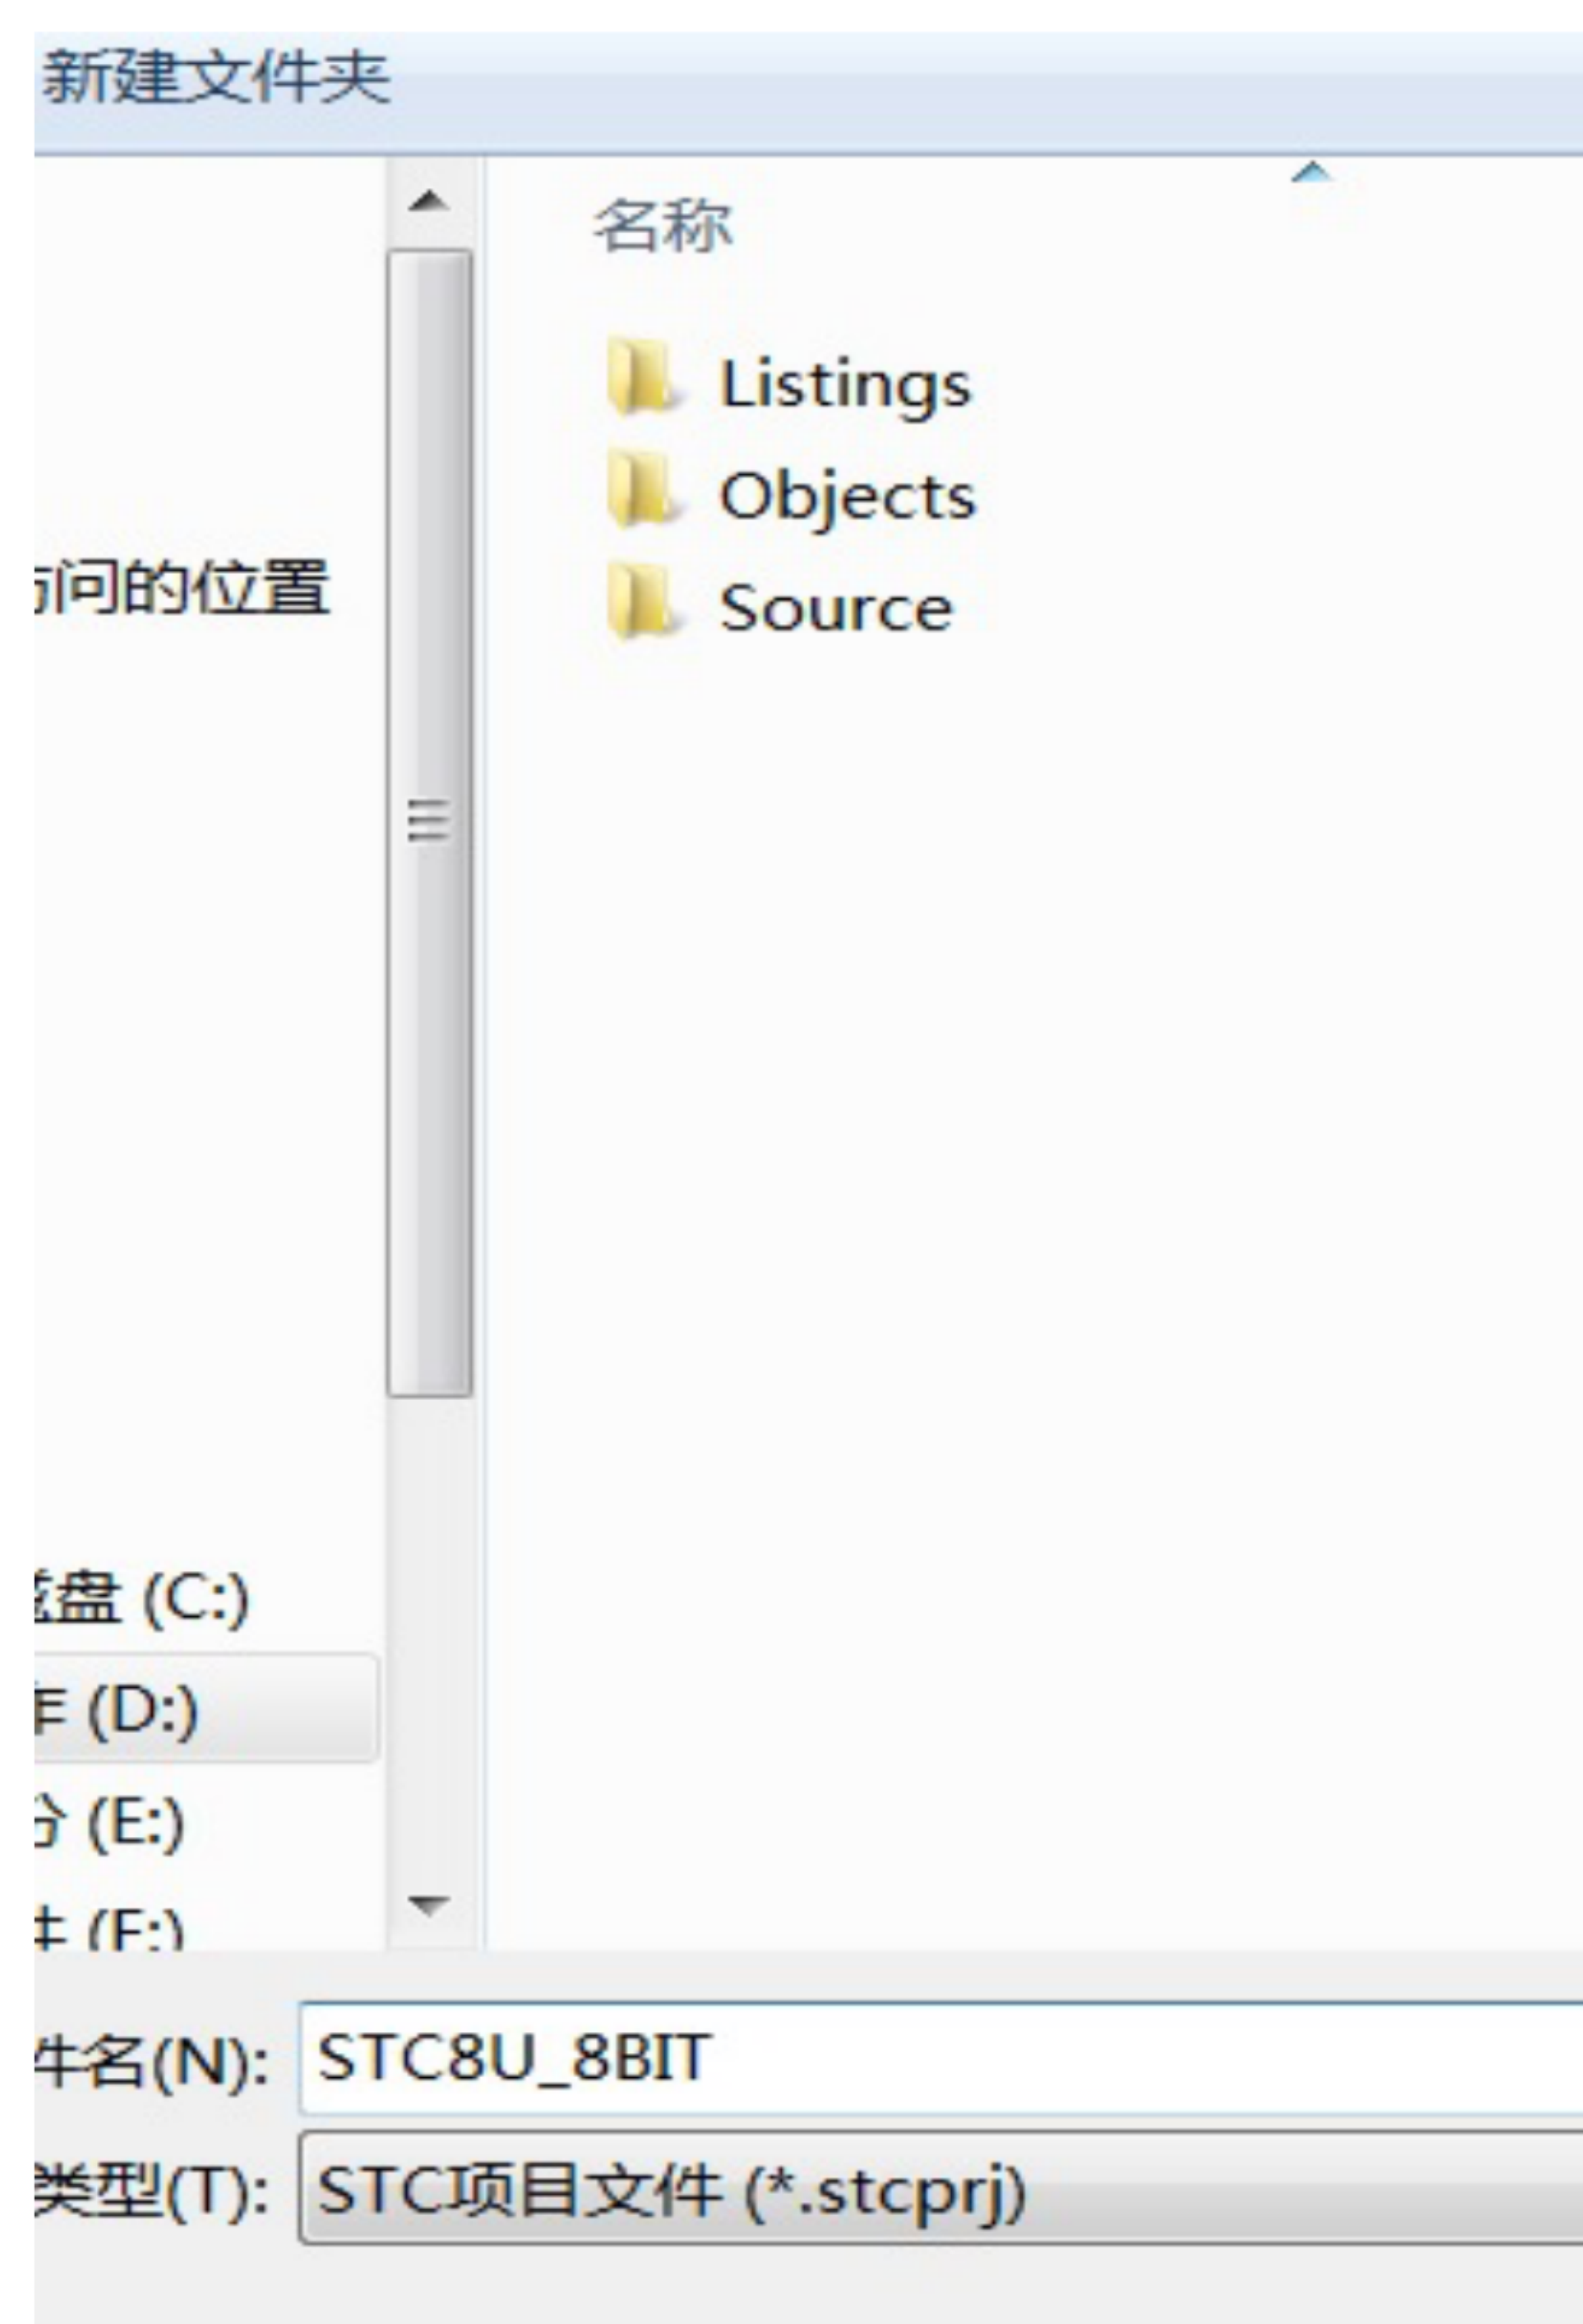 新建文件夹
名称
Listings
Objects
Source
问的位置
盘 (C:)
(D:)
(E:)
(F:)
件名(N): STC8U_8BIT
类型(T): STC项目文件 (*.stcprj)